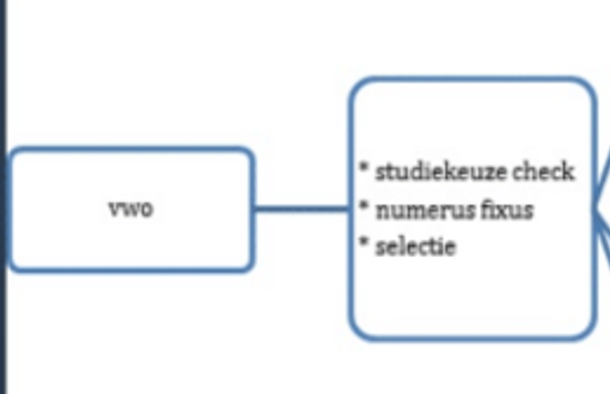 vwo
* studiekeuze check
* numerus fixus
* selectie